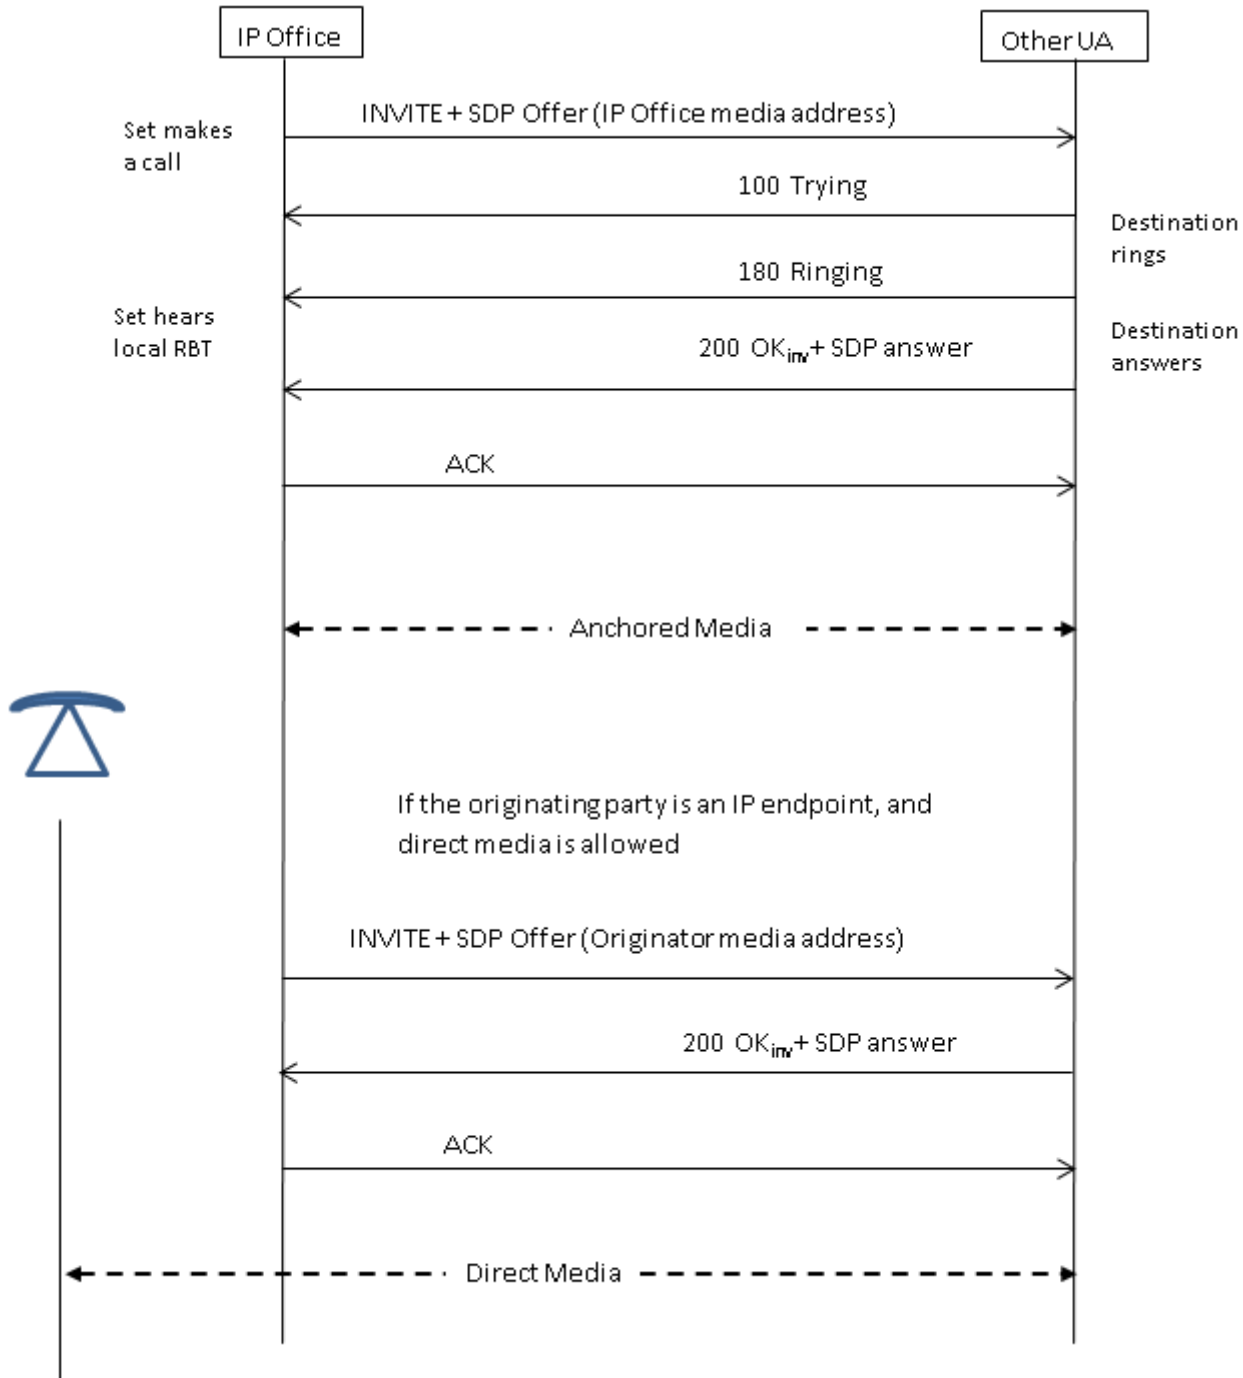 IP Office
Other UA
INVITE + SDP Offer (IP Office media address)
Set makes
a call
100 Trying
Destination
rings
180 Ringing
Set hears
local RBT
200 OKinv + SDP answer
Destination
answers
ACK
Anchored Media
If the originating party is an IP endpoint, and
direct media is allowed
INVITE + SDP Offer (Originator media address)
200 OKinv + SDP answer
ACK
Direct Media